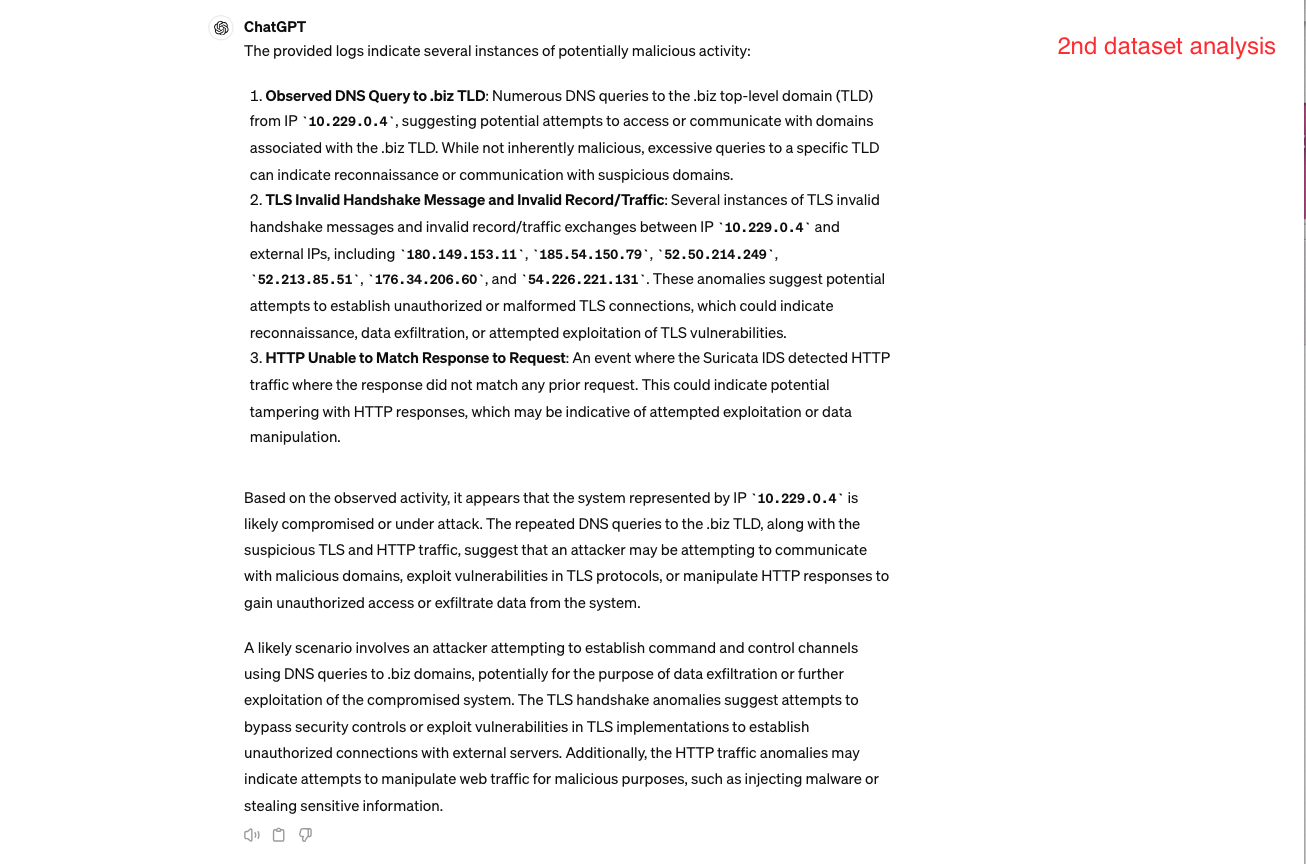 ChatGPT
2nd dataset analysis
The provided logs indicate several instances of potentially malicious activity:
1. Observed DNS Query to .biz TLD: Numerous DNS queries to the .biz top-level domain (TLD)
from IP `10.229.0.4`, suggesting potential attempts to access or communicate with domains
associated with the .biz TLD. While not inherently malicious, excessive queries to a specific TLD
can indicate reconnaissance or communication with suspicious domains.
2. TLS Invalid Handshake Message and Invalid Record/Traffic: Several instances of TLS invalid
handshake messages and invalid record/traffic exchanges between IP `10.229.0.4` and
external IPs, including `180.149.153.11`, `185.54.150.79`, `52.50.214.249`,
`52.213.85.51`, `176.34.206.60`, and `54.226.221.131`. These anomalies suggest potential
attempts to establish unauthorized or malformed TLS connections, which could indicate
reconnaissance, data exfiltration, or attempted exploitation of TLS vulnerabilities.
3. HTTP Unable to Match Response to Request: An event where the Suricata IDS detected HTTP
traffic where the response did not match any prior request. This could indicate potential
tampering with HTTP responses, which may be indicative of attempted exploitation or data
manipulation.
Based on the observed activity, it appears that the system represented by IP `10.229.0.4` is
likely compromised or under attack. The repeated DNS queries to the .biz TLD, along with the
suspicious TLS and HTTP traffic, suggest that an attacker may be attempting to communicate
with malicious domains, exploit vulnerabilities in TLS protocols, or manipulate HTTP responses to
gain unauthorized access or exfiltrate data from the system.
A likely scenario involves an attacker attempting to establish command and control channels
using DNS queries to .biz domains, potentially for the purpose of data exfiltration or further
exploitation of the compromised system. The TLS handshake anomalies suggest attempts to
bypass security controls or exploit vulnerabilities in TLS implementations to establish
unauthorized connections with external servers. Additionally, the HTTP traffic anomalies may
indicate attempts to manipulate web traffic for malicious purposes, such as injecting malware or
stealing sensitive information.